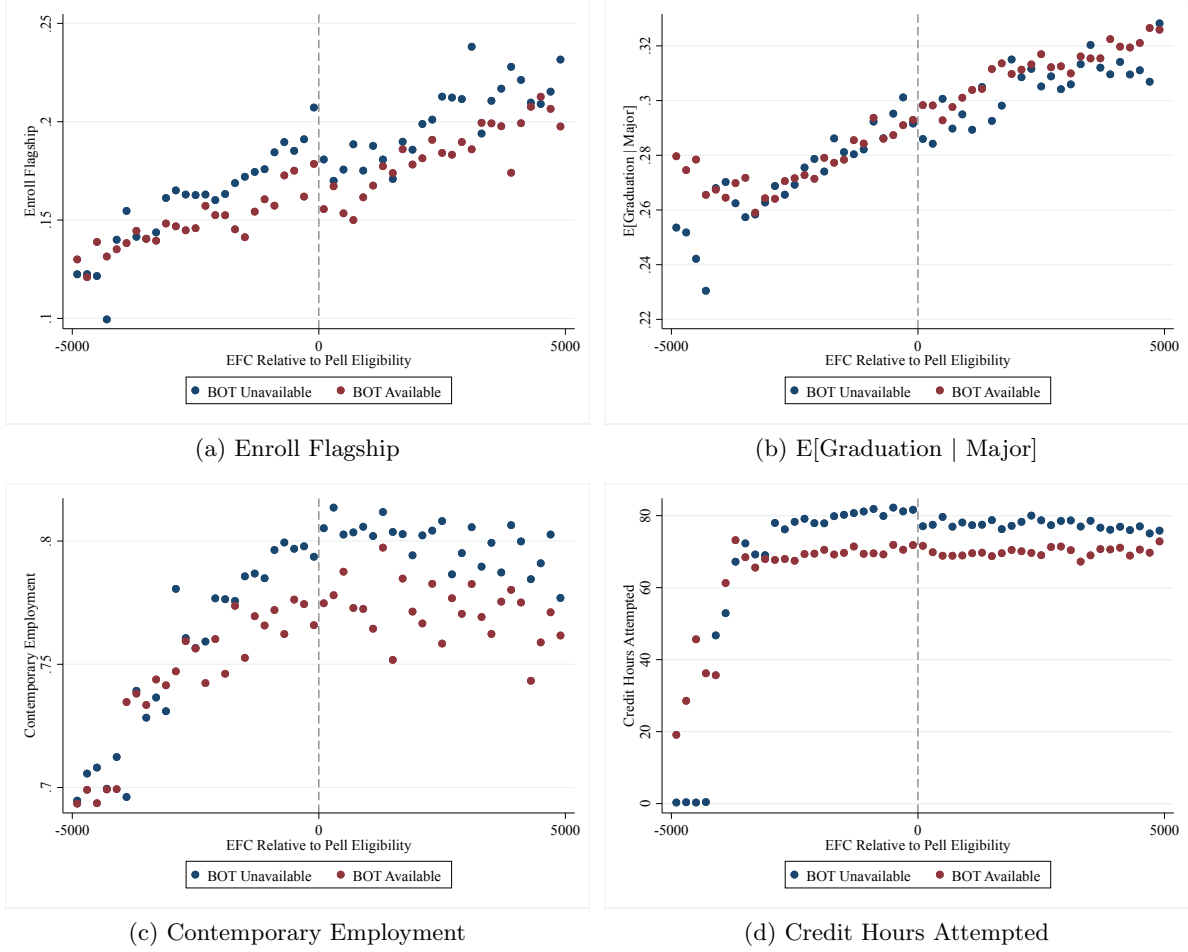 .25
.2
.15
.1
Enroll Flagship
-5000 0 5000
EFC Relative to Pell Eligibility
BOT Unavailable BOT Available
(a) Enroll Flagship
.32
.3
.28
.26
.24
.22
E[Graduation | Major]
-5000 0 5000
EFC Relative to Pell Eligibility
BOT Unavailable BOT Available
(b) E[Graduation | Major]
.8
.75
.7
Contemporary Employment
-5000 0 5000
EFC Relative to Pell Eligibility
BOT Unavailable BOT Available
(c) Contemporary Employment
80
60
40
20
0
Credit Hours Attempted
-5000 0 5000
EFC Relative to Pell Eligibility
BOT Unavailable BOT Available
(d) Credit Hours Attempted